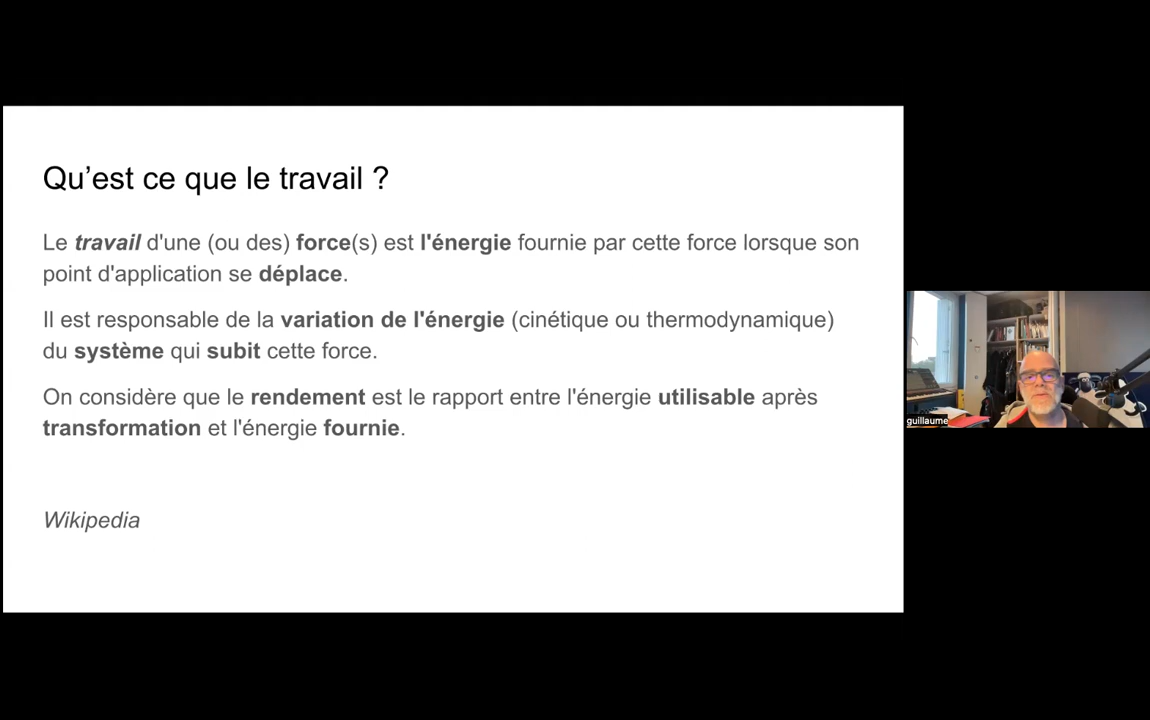 Qu’est ce que le travail ?
Le travail d'une (ou des) force(s) est l'énergie fournie par cette force lorsque son
point d'application se déplace.
Il est responsable de la variation de l'énergie (cinétique ou thermodynamique)
du système qui subit cette force.
On considère que le rendement est le rapport entre l'énergie utilisable après
transformation et l'énergie fournie.
Wikipedia
guillaume